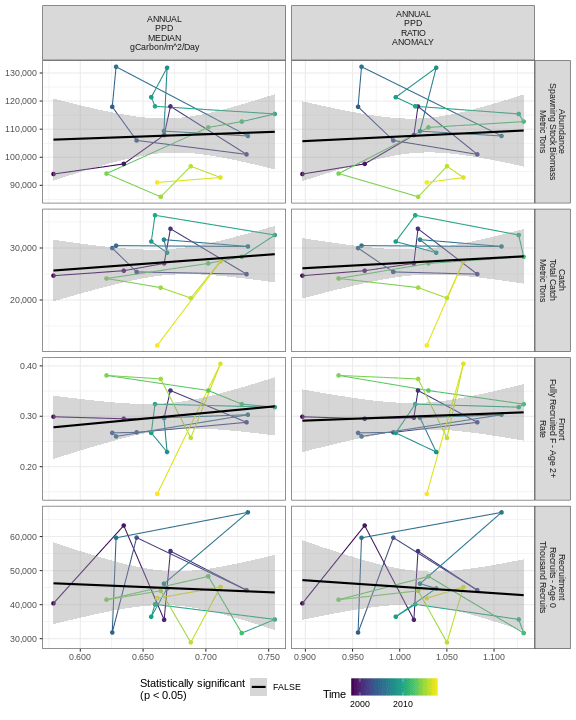 ANNUAL
PPD
MEDIAN
gCarbon/m^2/Day
ANNUAL
PPD
RATIO
ANOMALY
130,000
120,000
110,000
100,000
90,000
Abundance
Spawning Stock Biomass
Metric Tons
30,000
20,000
Catch
Total Catch
Metric Tons
0.40
0.30
0.20
Fmort
Fully Recruited F - Age 2+
Rate
60,000
50,000
40,000
30,000
Recruitment
Recruits - Age 0
Thousand Recruits
0.600
0.650
0.700
0.750
0.900
0.950
1.000
1.050
1.100
Statistically significant
(p < 0.05)
FALSE
Time
2000
2010